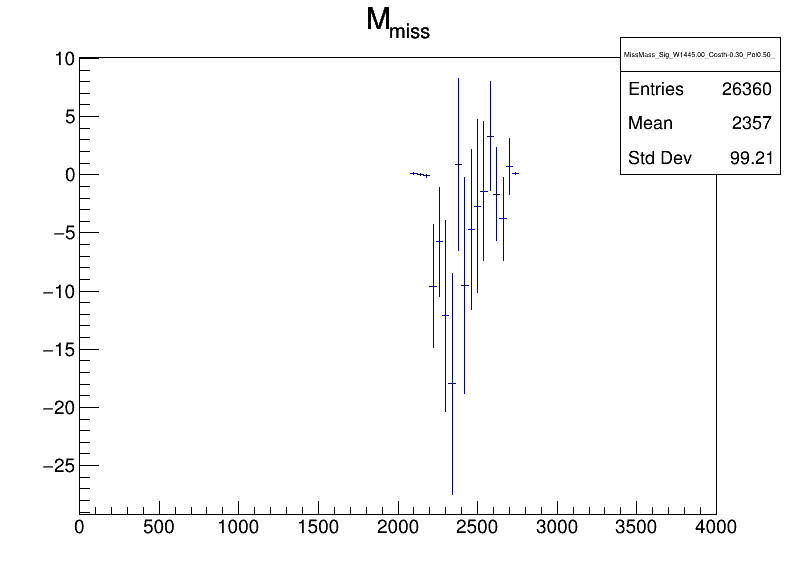 M_miss
MissMass_Sig_W1445.00_Costh-0.30_Pol0.50_
Entries 26360
Mean 2357
Std Dev 99.21
10
5
0
−5
−10
−15
−20
−25
0 500 1000 1500 2000 2500 3000 3500 4000